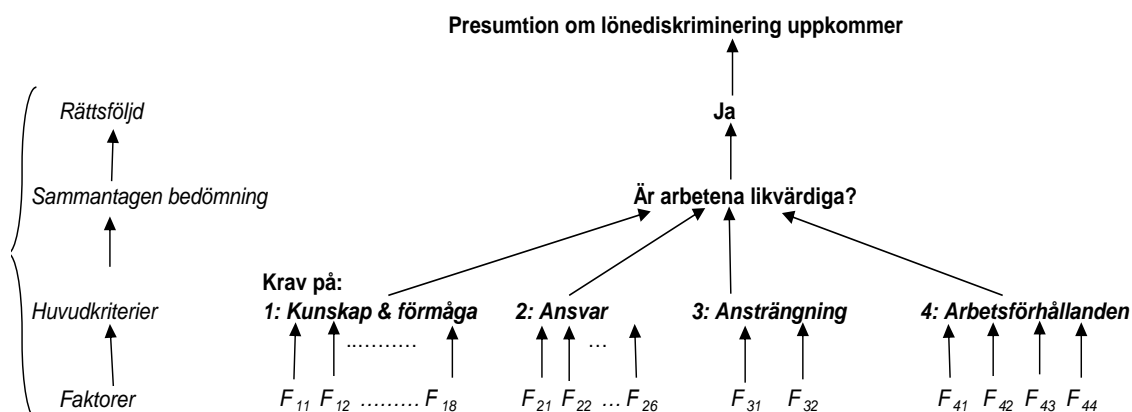 Presumtion om lönediskriminering uppkommer
Rättsföljd Ja
Sammantagen bedömning Är arbetena likvärdiga?
Krav på:
Huvudkriterier 1: Kunskap & förmåga 2: Ansvar 3: Ansträngning 4: Arbetsförhållanden
........... ...
Faktorer F11 F12 ......... F18 F21 F22 ... F26 F31 F32 F41 F42 F43 F44